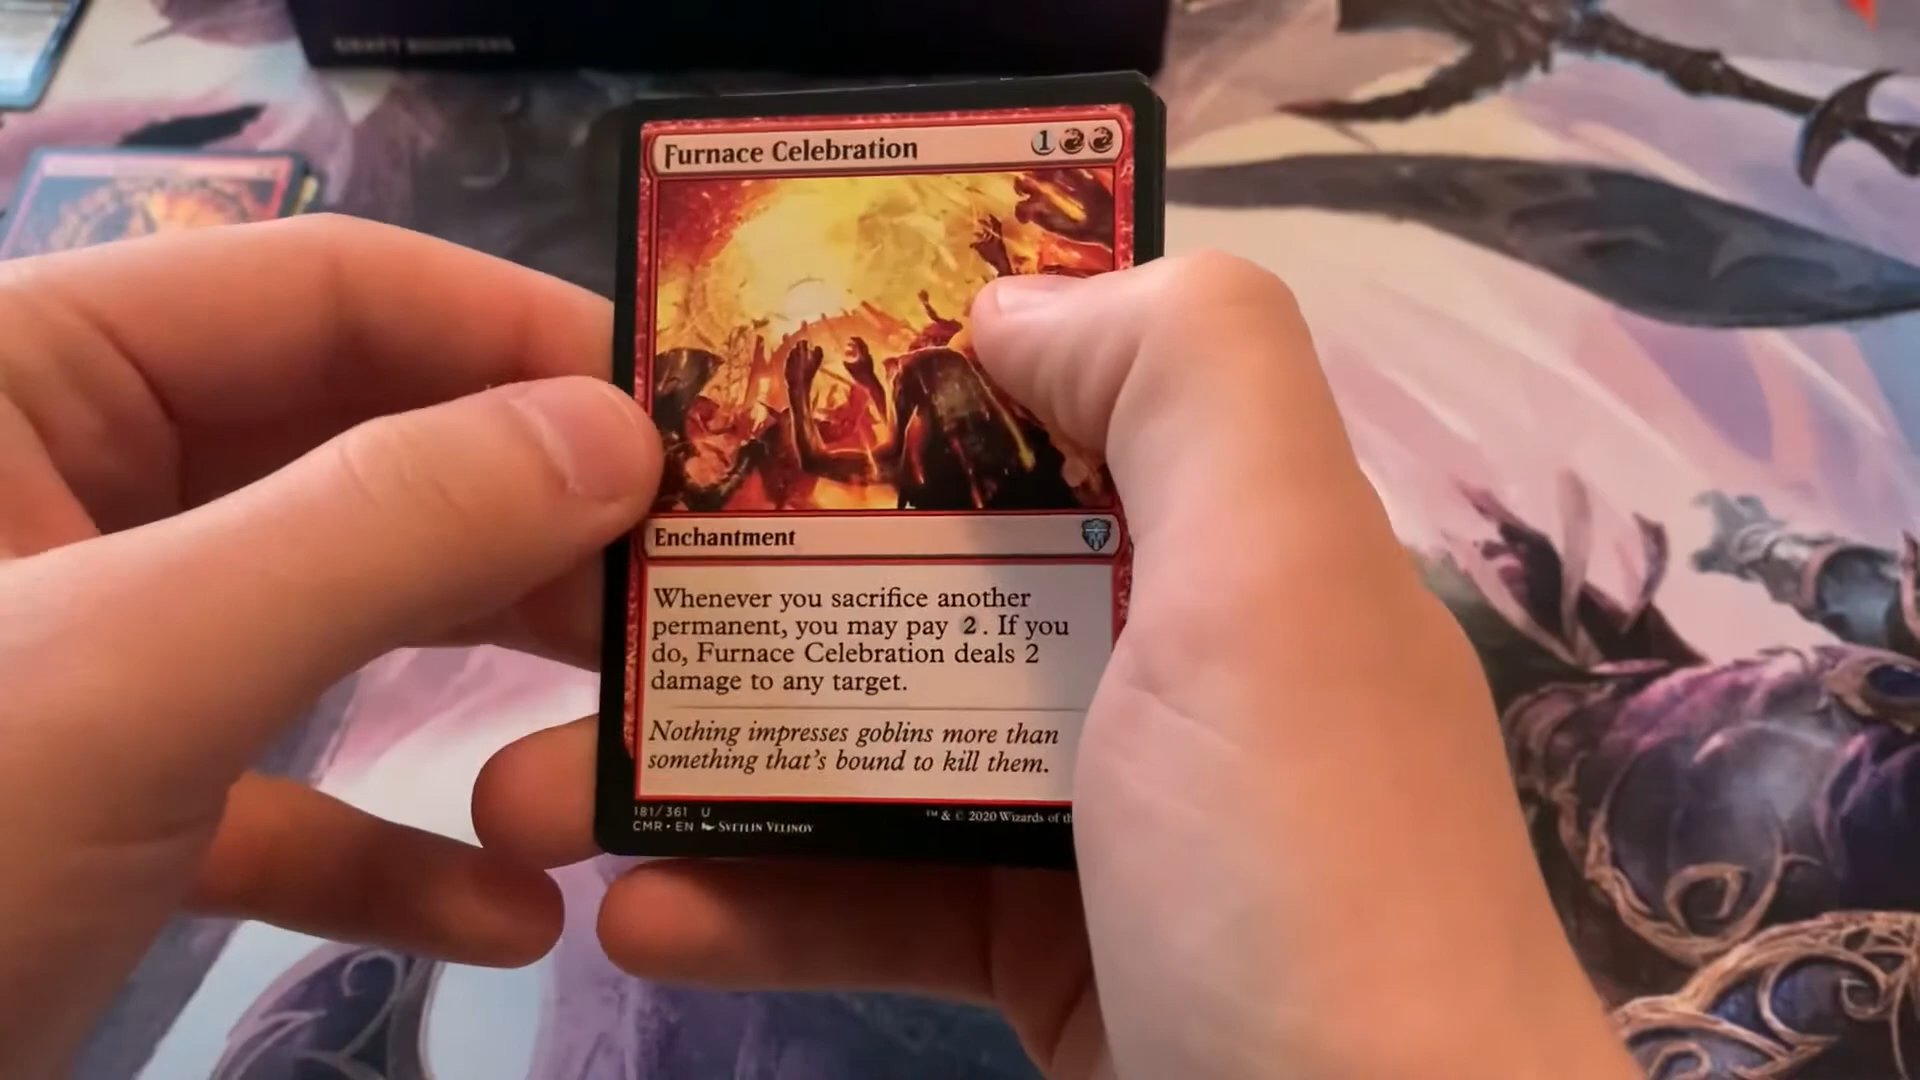 DRAFT BOOSTERS
Furnace Celebration
1
Enchantment
Whenever you sacrifice another
permanent, you may pay 2. If you
do, Furnace Celebration deals 2
damage to any target.
Nothing impresses goblins more than
something that's bound to kill them.
181/361 U
CMR • EN Svetlin Velinov
™ & © 2020 Wizards of th